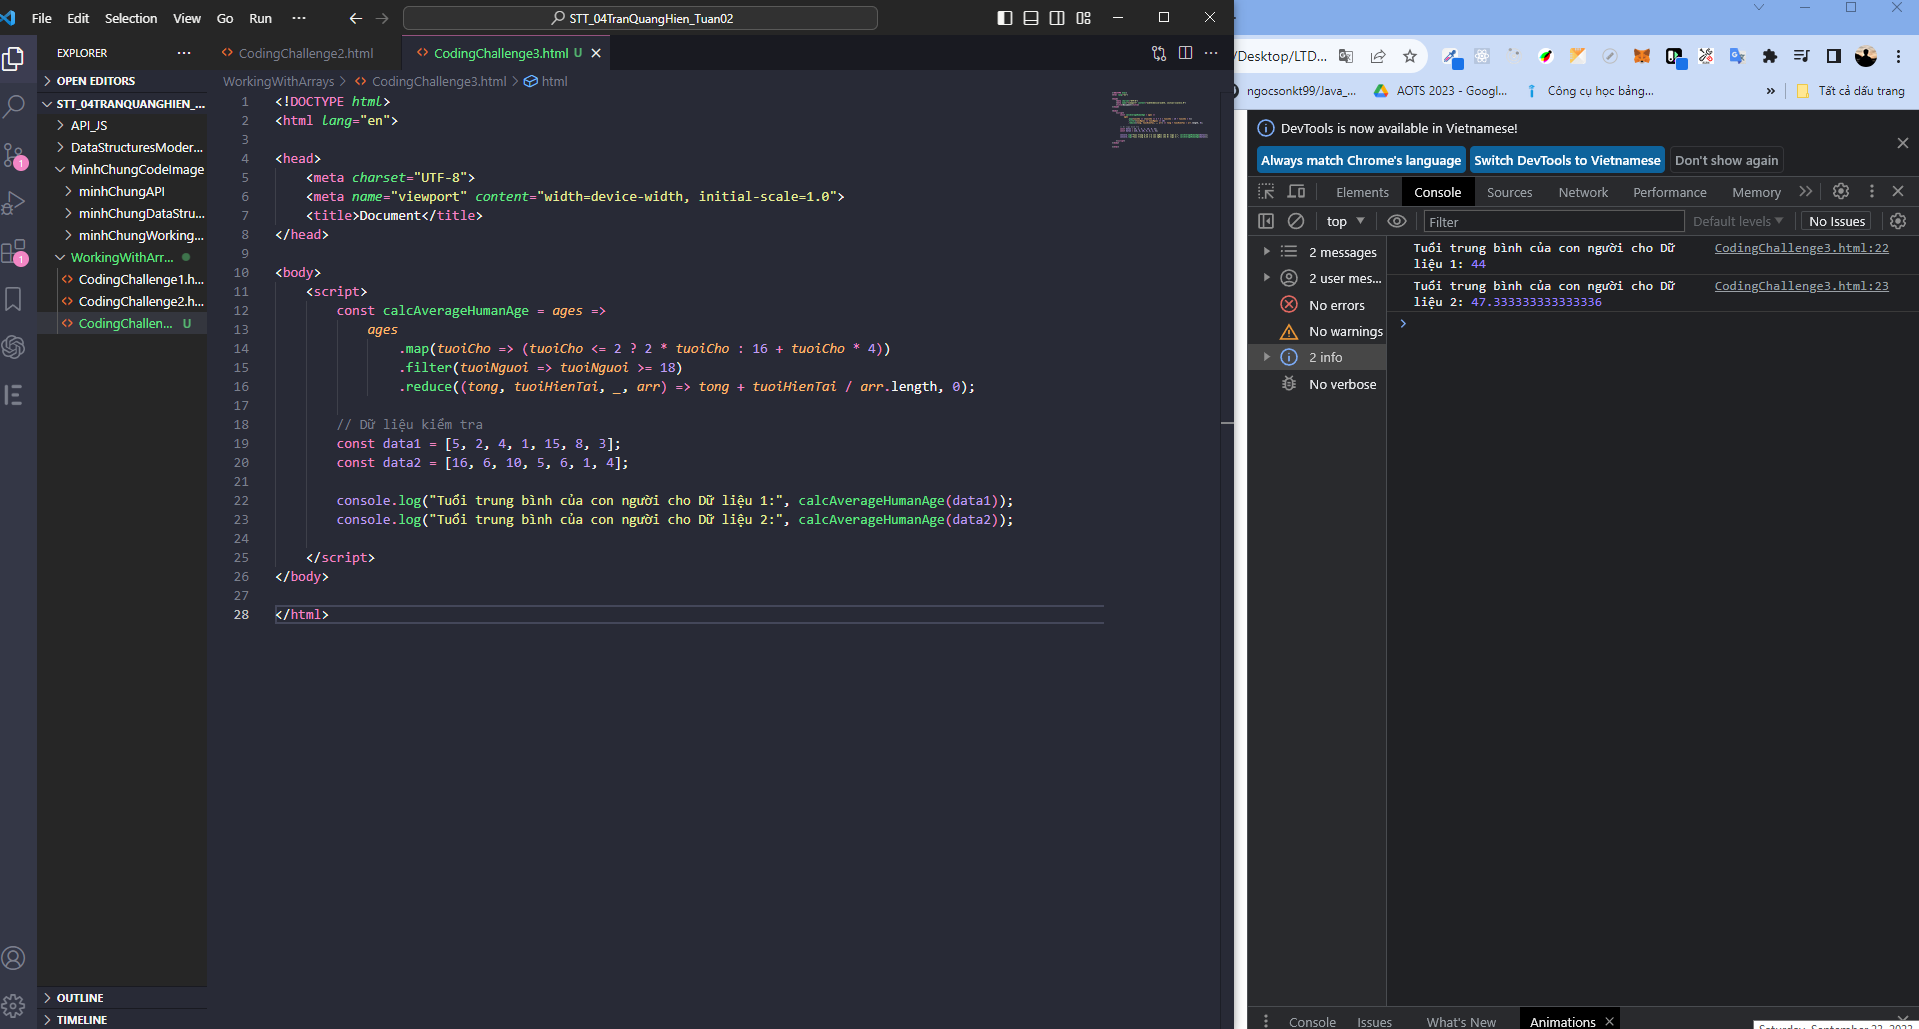 File Edit Selection View Go Run ··· STT_04TranQuangHien_Tuan02
EXPLORER ···
OPEN EDITORS
STT_04TRANQUANGHIEN_...
API_JS
DataStructuresModer...
MinhChungCodeImage
minhChungAPI
minhChungDataStru...
minhChungWorking...
WorkingWithArr...
CodingChallenge1.h...
CodingChallenge2.h...
CodingChallen... U
OUTLINE
TIMELINE
1
1
CodingChallenge2.html CodingChallenge3.html U
WorkingWithArrays > CodingChallenge3.html > html
1 <!DOCTYPE html>
2 <html lang="en">
3
4 <head>
5 <meta charset="UTF-8">
6 <meta name="viewport" content="width=device-width, initial-scale=1.0">
7 <title>Document</title>
8 </head>
9
10 <body>
11 <script>
12 const calcAverageHumanAge = ages =>
13 ages
14 .map(tuoiCho => (tuoiCho <= 2 ? 2 * tuoiCho : 16 + tuoiCho * 4))
15 .filter(tuoiNguoi => tuoiNguoi >= 18)
16 .reduce((tong, tuoiHienTai, _, arr) => tong + tuoiHienTai / arr.length, 0);
17
18 // Dữ liệu kiểm tra
19 const data1 = [5, 2, 4, 1, 15, 8, 3];
20 const data2 = [16, 6, 10, 5, 6, 1, 4];
21
22 console.log("Tuổi trung bình của con người cho Dữ liệu 1:", calcAverageHumanAge(data1));
23 console.log("Tuổi trung bình của con người cho Dữ liệu 2:", calcAverageHumanAge(data2));
24
25 </script>
26 </body>
27
28 </html>
/Desktop/LTD...
ngocsonkt99/Java_... AOTS 2023 - Googl... Công cụ học bảng... » Tất cả dấu trang
DevTools is now available in Vietnamese!
Always match Chrome's language Switch DevTools to Vietnamese Don't show again
Elements Console Sources Network Performance Memory
top Filter Default levels No Issues
2 messages
2 user mes...
No errors
No warnings
2 info
No verbose
Tuổi trung bình của con người cho Dữ CodingChallenge3.html:22
liệu 1: 44
Tuổi trung bình của con người cho Dữ CodingChallenge3.html:23
liệu 2: 47.333333333333336
Console Issues What's New Animations